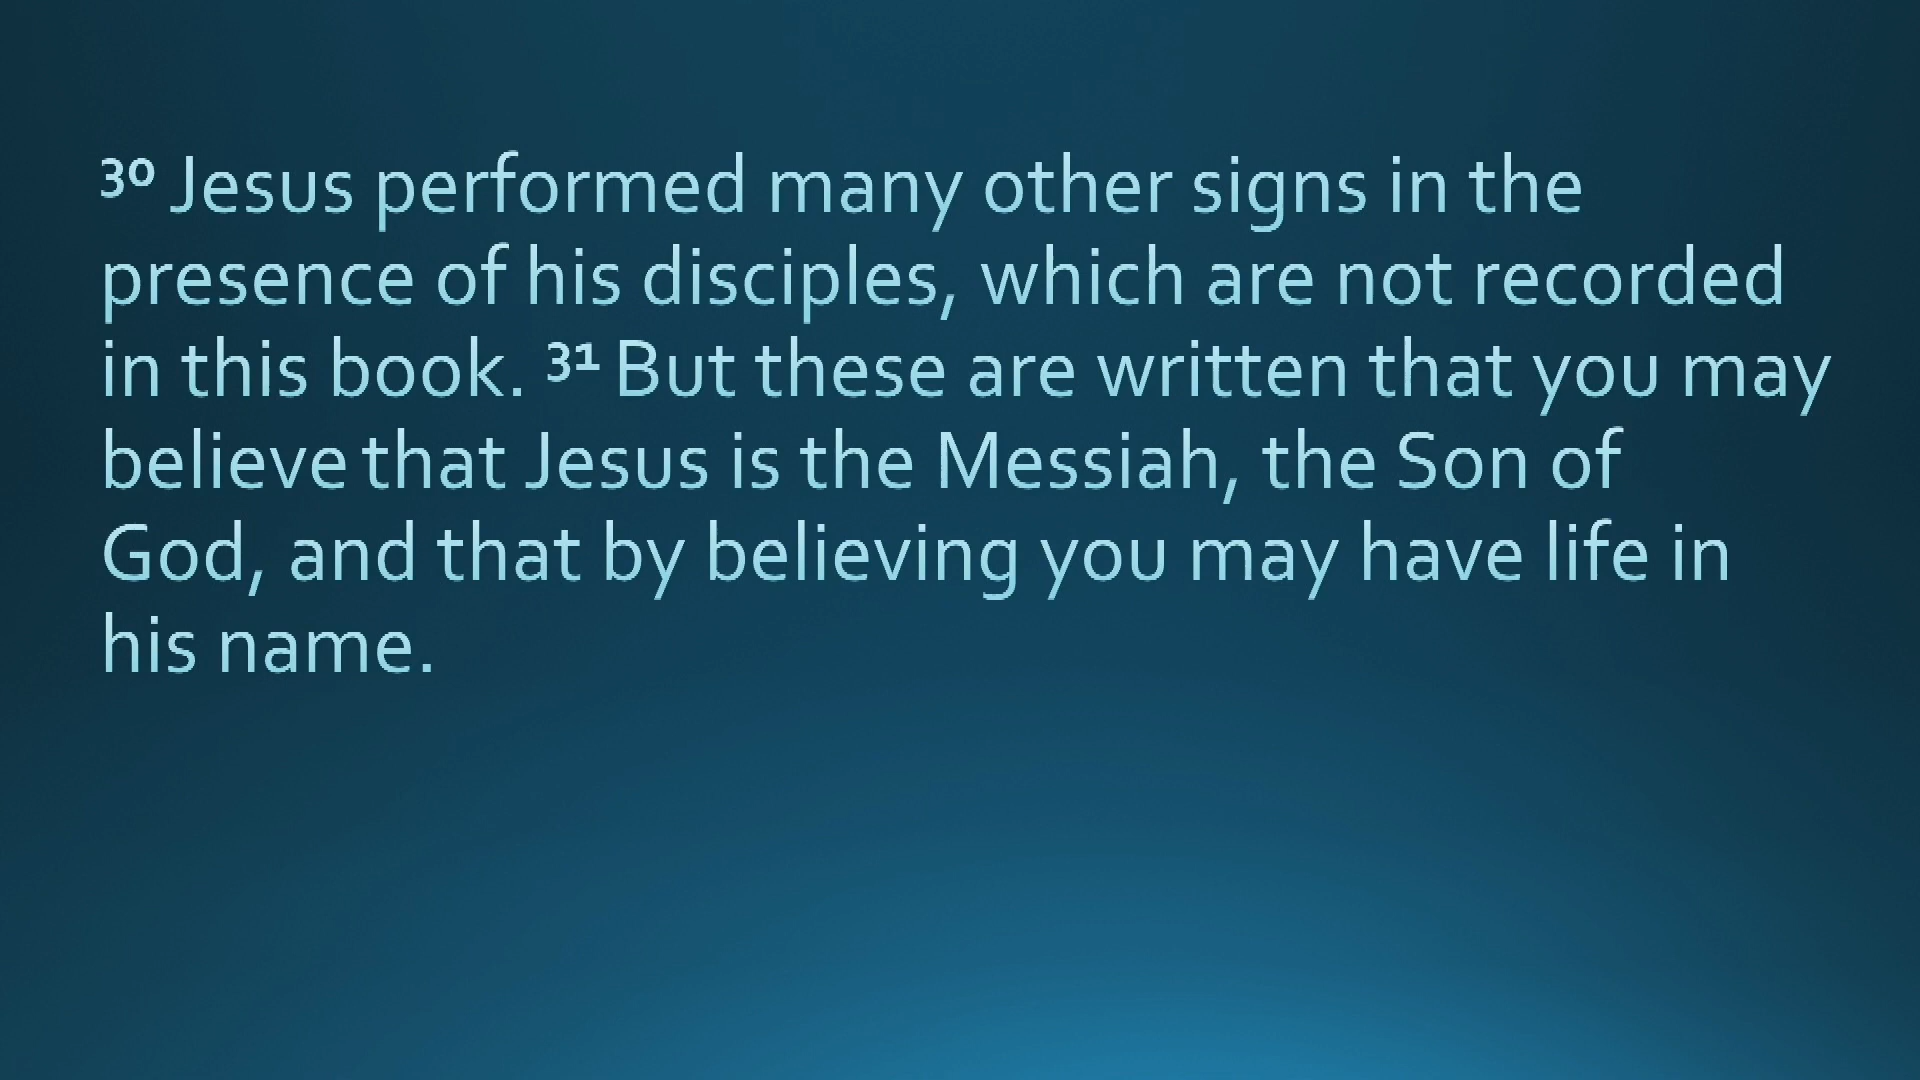 ³⁰ Jesus performed many other signs in the
presence of his disciples, which are not recorded
in this book. ³¹ But these are written that you may
believe that Jesus is the Messiah, the Son of
God, and that by believing you may have life in
his name.